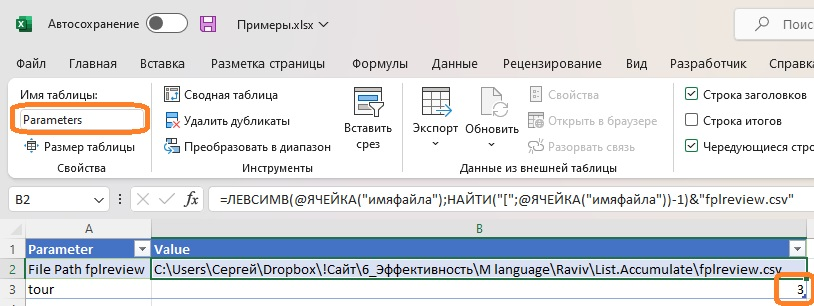 Автосохранение Примеры.xlsx Поис
Файл Главная Вставка Разметка страницы Формулы Данные Рецензирование Вид Разработчик Справка
Имя таблицы:
Parameters
Размер таблицы
Свойства
Сводная таблица
Удалить дубликаты
Преобразовать в диапазон
Инструменты
Вставить
срез
Экспорт
Обновить
Свойства
Открыть в браузере
Разорвать связь
Данные из внешней таблицы
Строка заголовков
Строка итогов
Чередующиеся стро
B2 fx =ЛЕВСИМВ(@ЯЧЕЙКА("имяфайла");НАЙТИ("[";@ЯЧЕЙКА("имяфайла"))-1)&"fplreview.csv"
A B
1 Parameter Value
2 File Path fplreview C:\Users\Сергей\Dropbox\!Сайт\6_Эффективность\M language\Raviv\List.Accumulate\fplreview.csv
3 tour 3